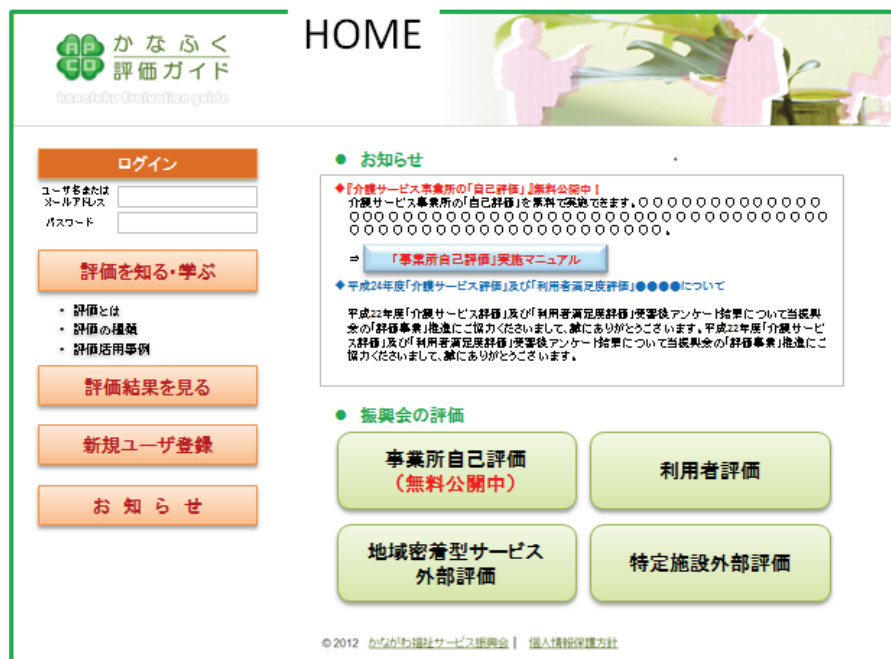 APCO
かなふく
評価ガイド
kanafuku Evaluation guide
HOME
ログイン
ユーザ名または
メールアドレス
パスワード
評価を知る・学ぶ
・ 評価とは
・ 評価の種類
・ 評価活用事例
評価結果を見る
新規ユーザ登録
お 知 ら せ
● お知らせ
◆『介護サービス事業所の「自己評価」』無料公開中!
介護サービス事業所の「自己評価」を無料で実施できます。〇〇〇〇〇〇〇〇〇〇〇〇〇
〇〇〇〇〇〇〇〇〇〇〇〇〇〇〇〇〇〇〇〇〇〇〇〇〇〇〇〇〇〇〇〇〇〇
〇〇〇〇〇〇〇〇〇〇〇〇〇〇〇〇〇〇〇〇〇〇。
⇒ 「事業所自己評価」実施マニュアル
◆平成24年度「介護サービス評価」及び「利用者満足度評価」●●●●について
平成22年度「介護サービス評価」及び「利用者満足度評価」受審後アンケート結果について当振興
会の「評価事業」推進にご協力くださいまして、誠にありがとうございます。平成22年度「介護サービ
ス評価」及び「利用者満足度評価」受審後アンケート結果について当振興会の「評価事業」推進にご
協力くださいまして、誠にありがとうございます。
● 振興会の評価
事業所自己評価
(無料公開中)
利用者評価
地域密着型サービス
外部評価
特定施設外部評価
©2012 かながわ福祉サービス振興会 | 個人情報保護方針